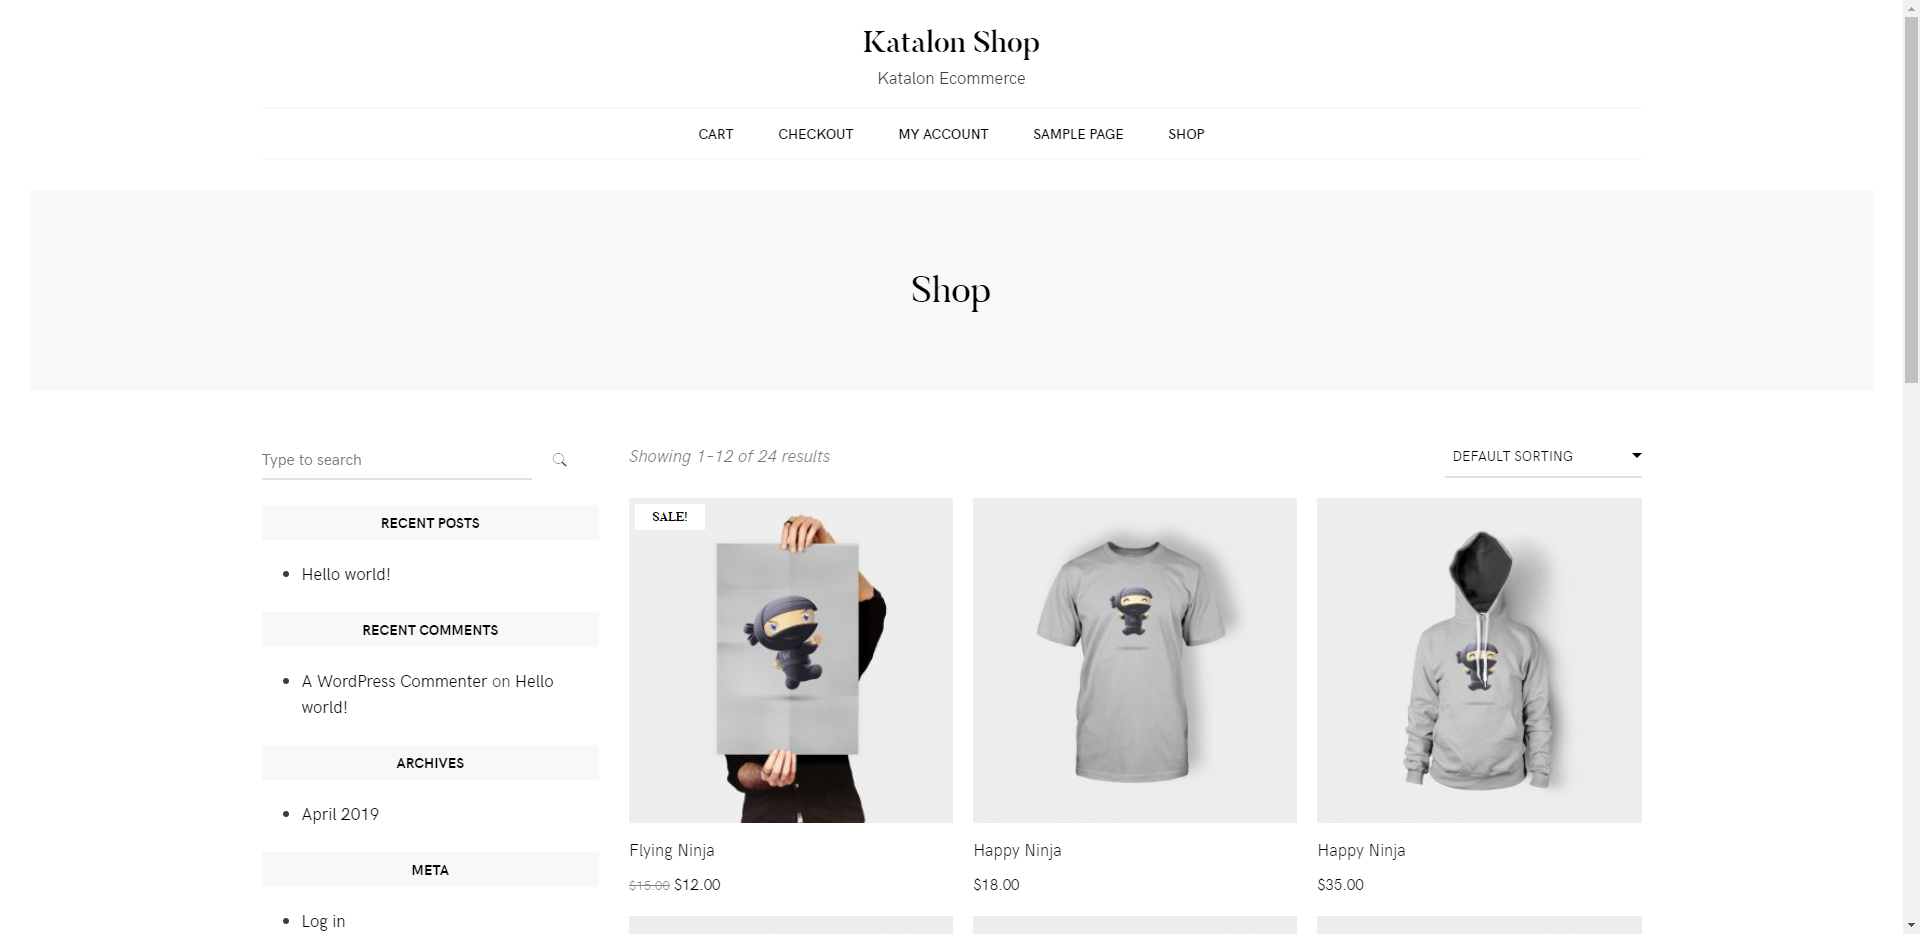 Katalon Shop
Katalon Ecommerce
CART CHECKOUT MY ACCOUNT SAMPLE PAGE SHOP
Shop
Type to search
RECENT POSTS
Hello world!
RECENT COMMENTS
A WordPress Commenter on Hello
world!
ARCHIVES
April 2019
META
Log in
Showing 1–12 of 24 results
DEFAULT SORTING
SALE!
Flying Ninja
$15.00 $12.00
Happy Ninja
$18.00
Happy Ninja
$35.00